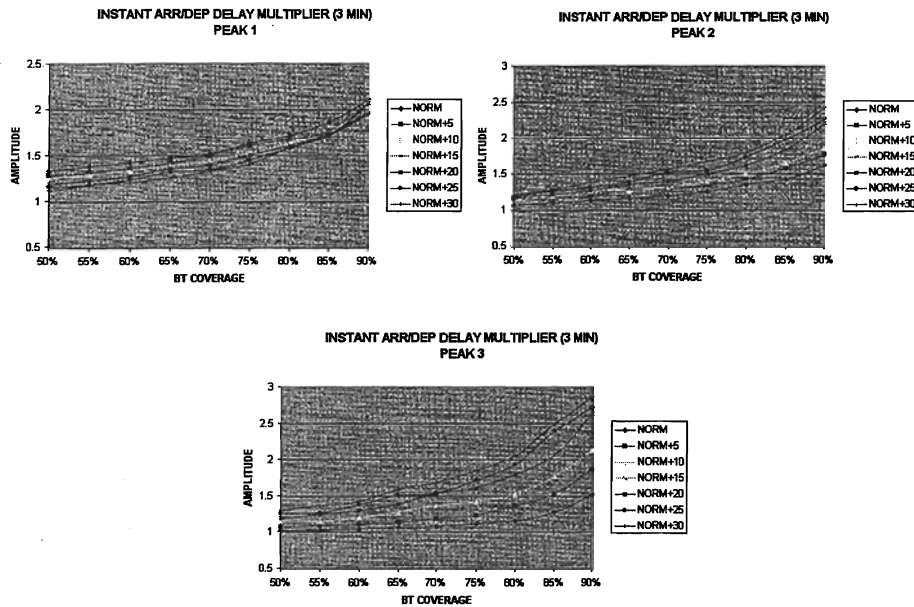 INSTANT ARR/DEP DELAY MULTIPLIER (3 MIN)
PEAK 1
AMPLITUDE
2.5
2
1.5
1
0.5
50% 55% 60% 65% 70% 75% 80% 85% 90%
BT COVERAGE
NORM
NORM+5
NORM+10
NORM+15
NORM+20
NORM+25
NORM+30
INSTANT ARR/DEP DELAY MULTIPLIER (3 MIN)
PEAK 2
AMPLITUDE
3
2.5
2
1.5
1
0.5
50% 55% 60% 65% 70% 75% 80% 85% 90%
BT COVERAGE
NORM
NORM+5
NORM+10
NORM+15
NORM+20
NORM+25
NORM+30
INSTANT ARR/DEP DELAY MULTIPLIER (3 MIN)
PEAK 3
AMPLITUDE
3
2.5
2
1.5
1
0.5
50% 55% 60% 65% 70% 75% 80% 85% 90%
BT COVERAGE
NORM
NORM+5
NORM+10
NORM+15
NORM+20
NORM+25
NORM+30